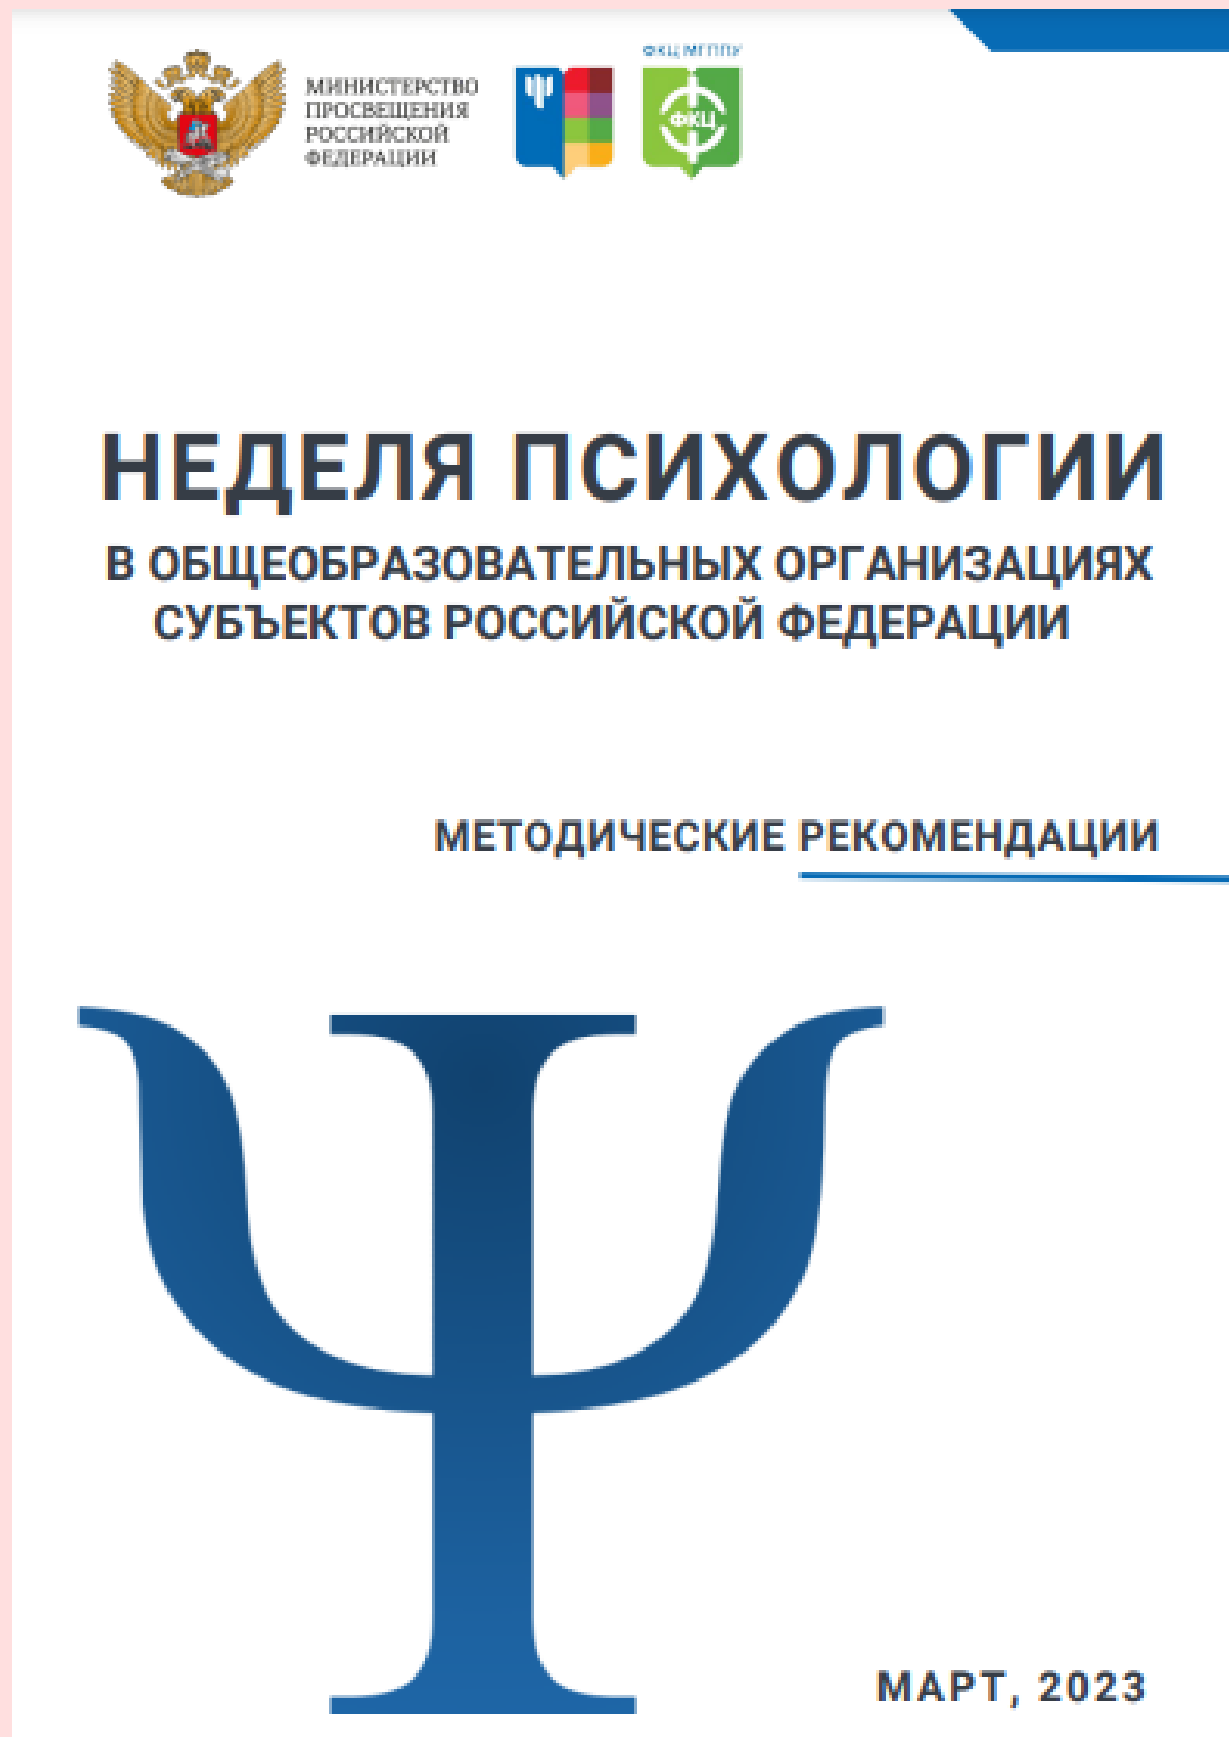 МИНИСТЕРСТВО
ПРОСВЕЩЕНИЯ
РОССИЙСКОЙ
ФЕДЕРАЦИИ
ФКЦ МГППУ
ФКЦ
НЕДЕЛЯ ПСИХОЛОГИИ
В ОБЩЕОБРАЗОВАТЕЛЬНЫХ ОРГАНИЗАЦИЯХ
СУБЪЕКТОВ РОССИЙСКОЙ ФЕДЕРАЦИИ
МЕТОДИЧЕСКИЕ РЕКОМЕНДАЦИИ
Ψ
МАРТ, 2023